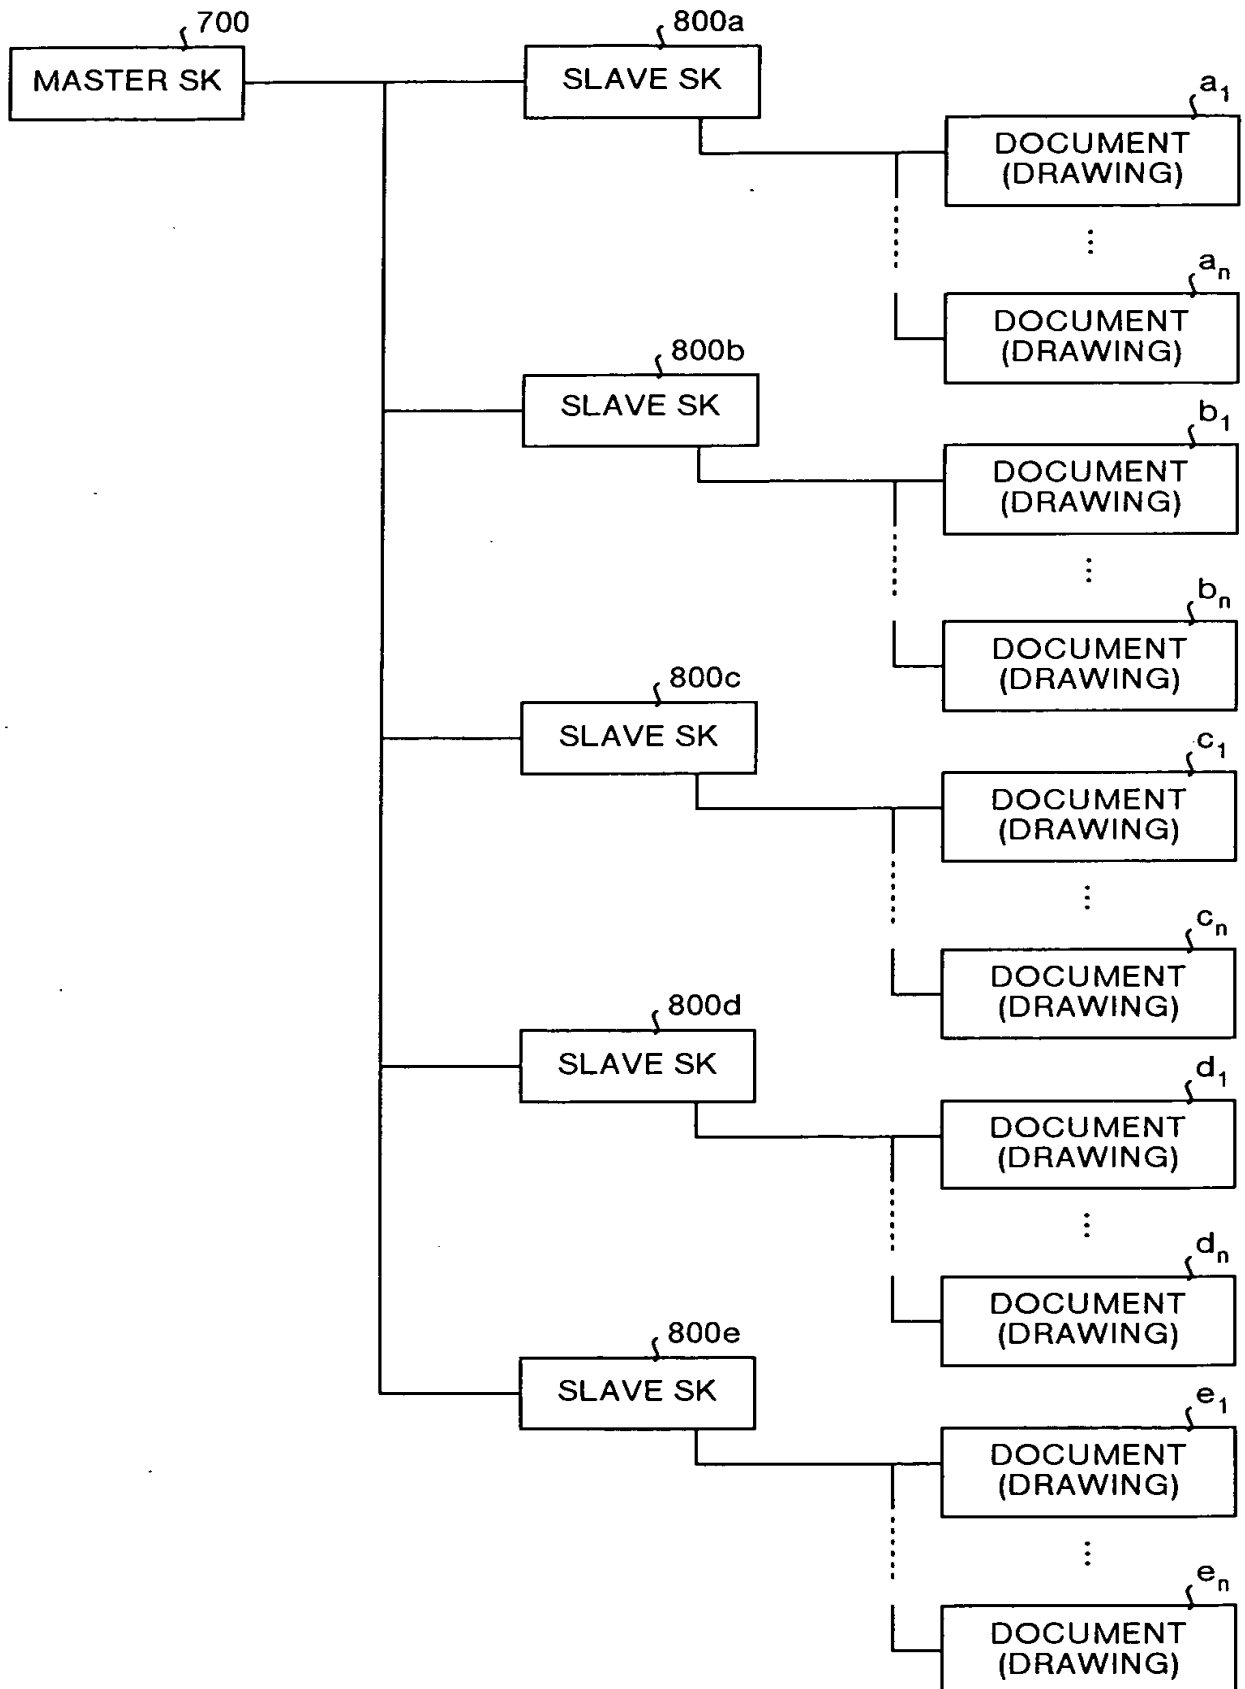 700
MASTER SK
800a
SLAVE SK
a1
DOCUMENT
(DRAWING)
an
DOCUMENT
(DRAWING)
800b
SLAVE SK
b1
DOCUMENT
(DRAWING)
bn
DOCUMENT
(DRAWING)
800c
SLAVE SK
c1
DOCUMENT
(DRAWING)
cn
DOCUMENT
(DRAWING)
800d
SLAVE SK
d1
DOCUMENT
(DRAWING)
dn
DOCUMENT
(DRAWING)
800e
SLAVE SK
e1
DOCUMENT
(DRAWING)
en
DOCUMENT
(DRAWING)